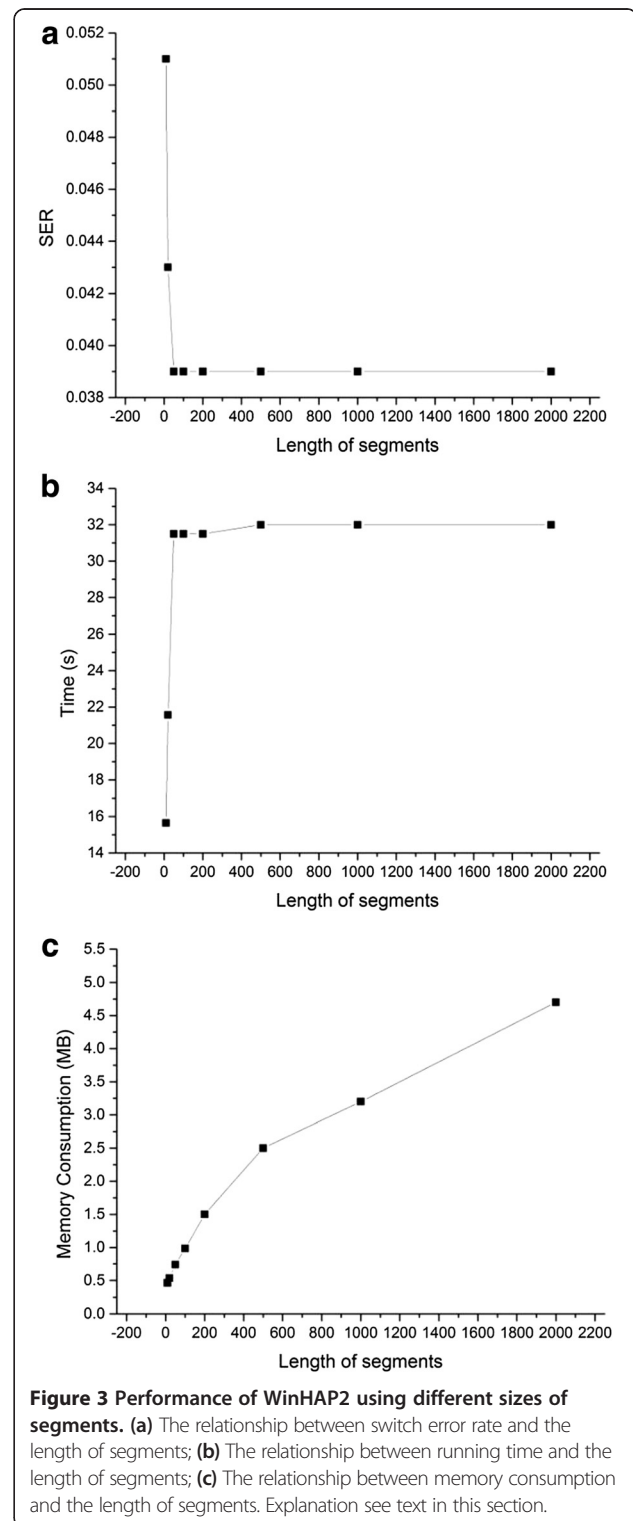 a
0.052
0.050
0.048
0.046
0.044
0.042
0.040
0.038
SER
-200 0 200 400 600 800 1000 1200 1400 1600 1800 2000 2200
Length of segments
b
34
32
30
28
26
24
22
20
18
16
14
Time (s)
-200 0 200 400 600 800 1000 1200 1400 1600 1800 2000 2200
Length of segments
c
5.5
5.0
4.5
4.0
3.5
3.0
2.5
2.0
1.5
1.0
0.5
0.0
Memory Consumption (MB)
-200 0 200 400 600 800 1000 1200 1400 1600 1800 2000 2200
Length of segments
Figure 3 Performance of WinHAP2 using different sizes of
segments. (a) The relationship between switch error rate and the
length of segments; (b) The relationship between running time and the
length of segments; (c) The relationship between memory consumption
and the length of segments. Explanation see text in this section.